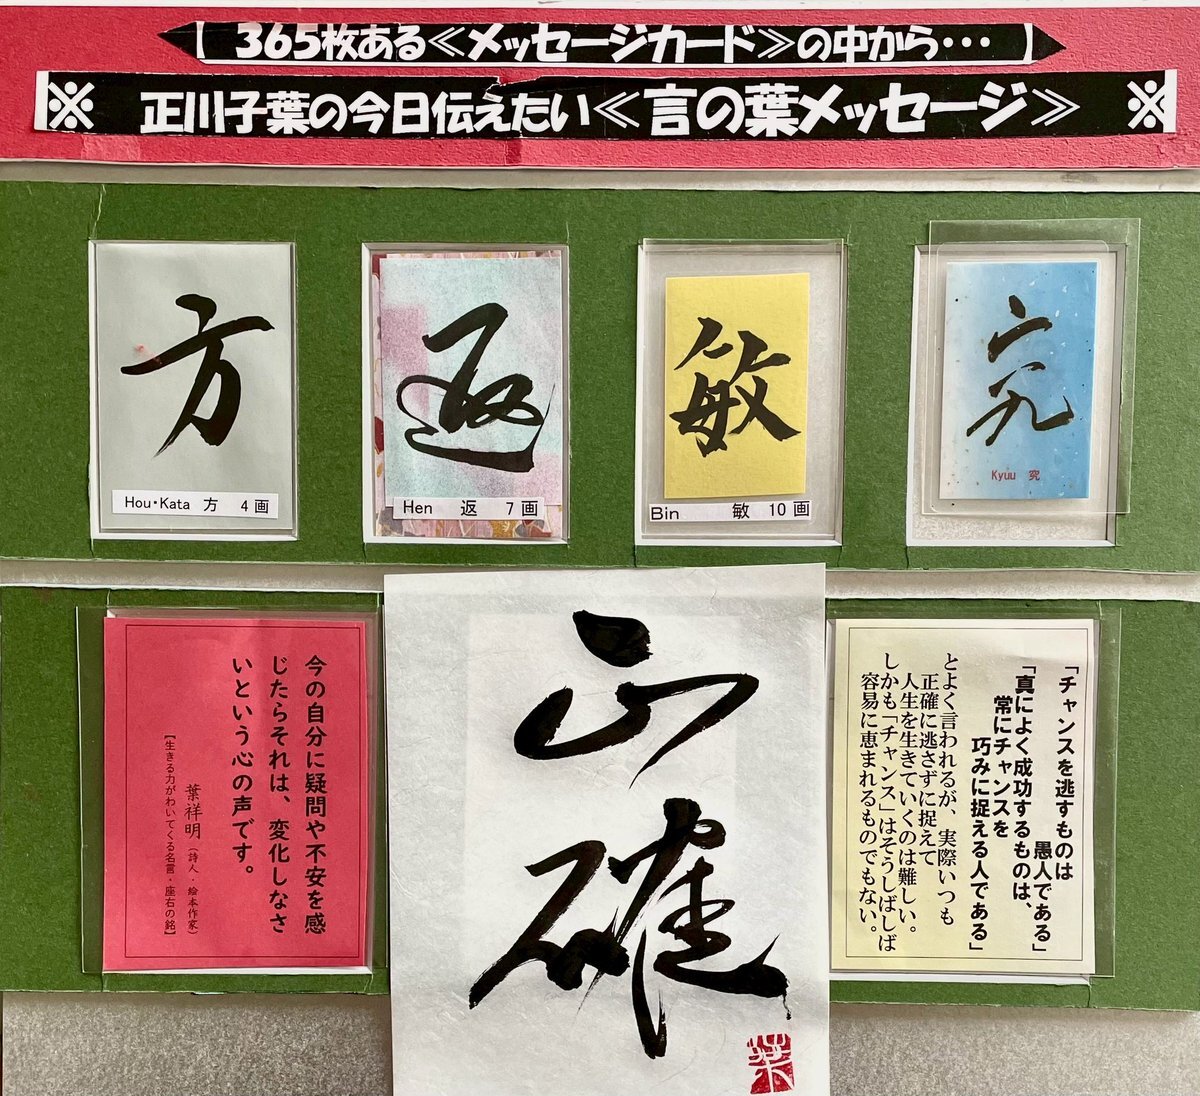 ( 365枚ある≪メッセージカード≫の中から・・・ )
※ 正川子葉の今日伝えたい≪言の葉メッセージ≫ ※
方
Hou・Kata 方 4画
返
Hen 返 7画
敏
Bin 敏 10画
究
Kyuu 究
今の自分に疑問や不安を感
じたらそれは、変化しなさ
いという心の声です。
葉祥明（詩人・絵本作家）
【生きる力がわいてくる名言・座右の銘】
正確
葉
「チャンスを逃すものは
愚人である」
「真によく成功するものは、
常にチャンスを
巧みに捉える人である」
とよく言われるが、実際いつも
正確に逃さずに捉えて
人生を生きていくのは難しい。
しかも「チャンス」はそうしばしば
容易に恵まれるものでもない。